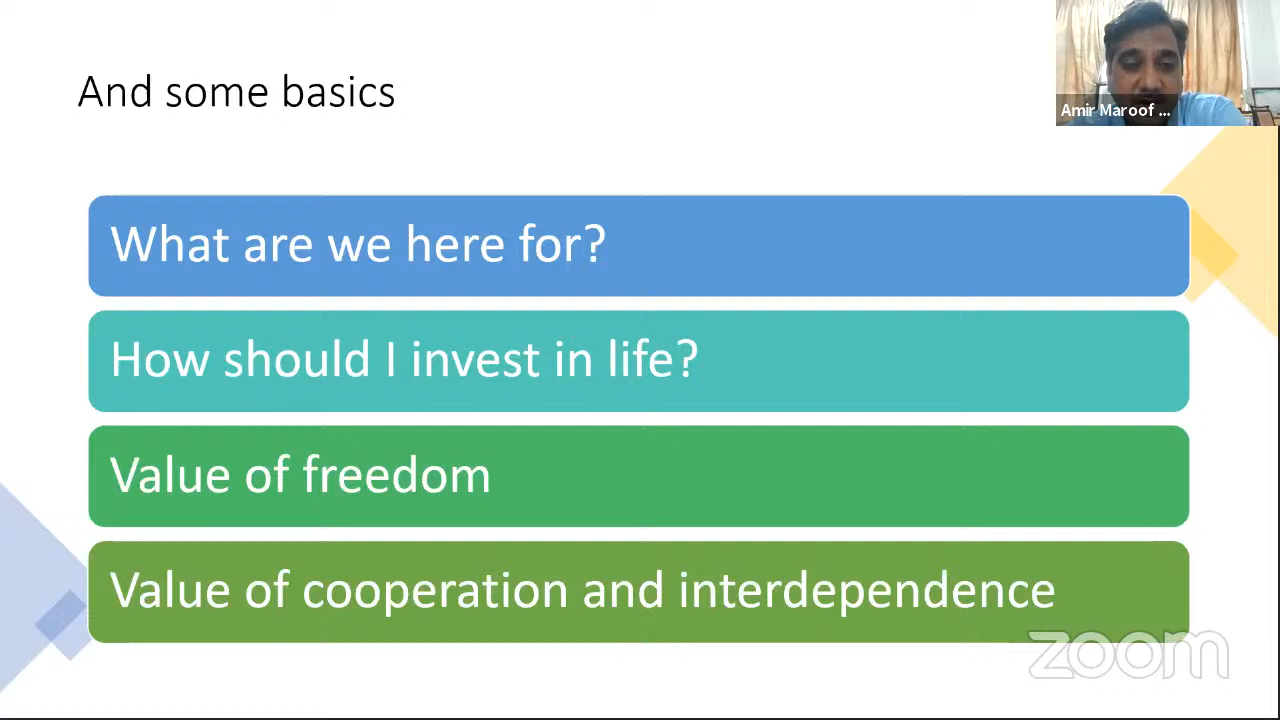 And some basics
Amir Maroof ...
What are we here for?
How should I invest in life?
Value of freedom
Value of cooperation and interdependence
zoom